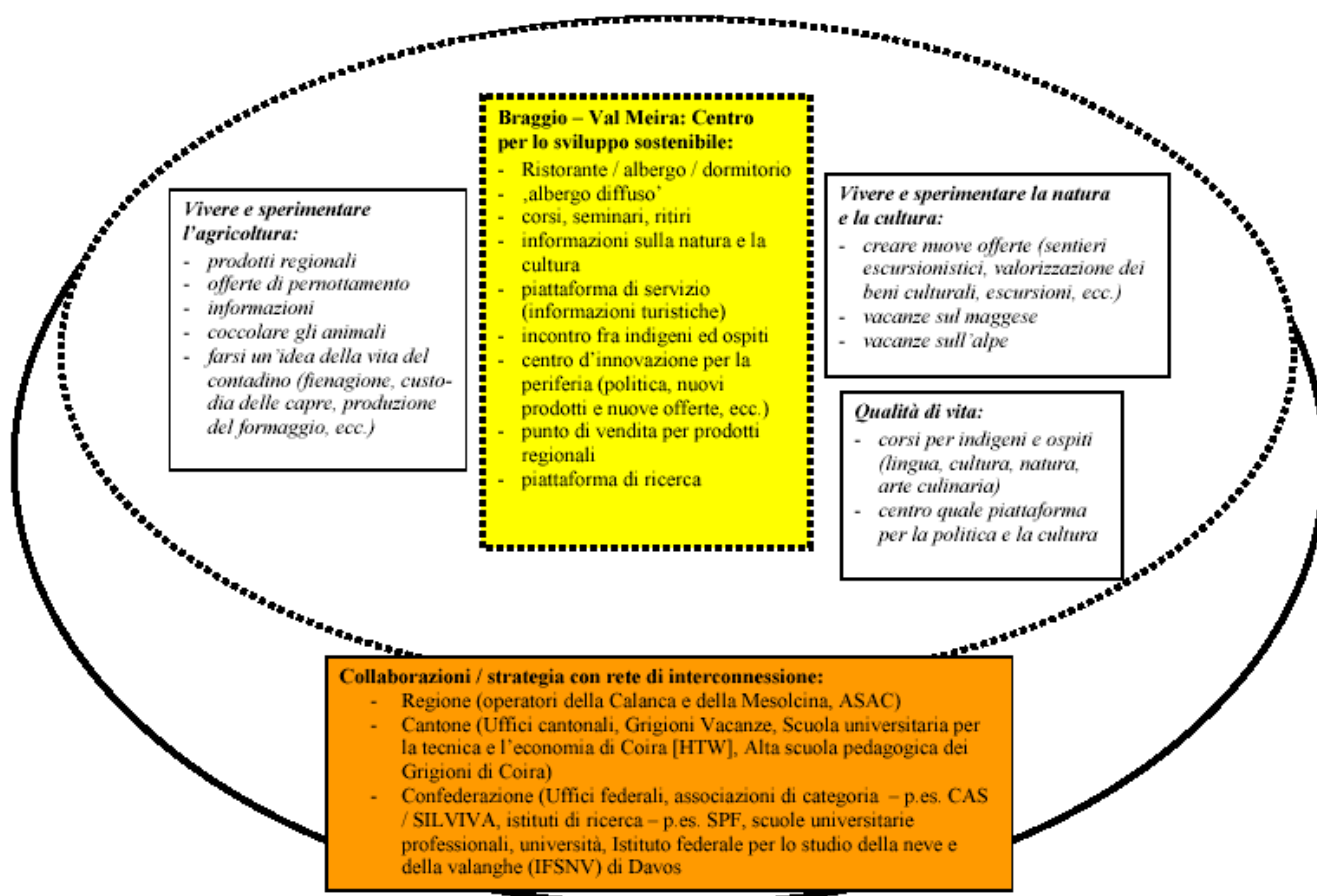 Braggio – Val Meira: Centro
per lo sviluppo sostenibile:
- Ristorante / albergo / dormitorio
- ‚albergo diffuso’
- corsi, seminari, ritiri
- informazioni sulla natura e la
cultura
- piattaforma di servizio
(informazioni turistiche)
- incontro fra indigeni ed ospiti
- centro d’innovazione per la
periferia (politica, nuovi
prodotti e nuove offerte, ecc.)
- punto di vendita per prodotti
regionali
- piattaforma di ricerca
Vivere e sperimentare
l’agricoltura:
- prodotti regionali
- offerte di pernottamento
- informazioni
- coccolare gli animali
- farsi un’idea della vita del
contadino (fienagione, custo-
dia delle capre, produzione
del formaggio, ecc.)
Vivere e sperimentare la natura
e la cultura:
- creare nuove offerte (sentieri
escursionistici, valorizzazione dei
beni culturali, escursioni, ecc.)
- vacanze sul maggese
- vacanze sull’alpe
Qualità di vita:
- corsi per indigeni e ospiti
(lingua, cultura, natura,
arte culinaria)
- centro quale piattaforma
per la politica e la cultura
Collaborazioni / strategia con rete di interconnessione:
- Regione (operatori della Calanca e della Mesolcina, ASAC)
- Cantone (Uffici cantonali, Grigioni Vacanze, Scuola universitaria per
la tecnica e l’economia di Coira [HTW], Alta scuola pedagogica dei
Grigioni di Coira)
- Confederazione (Uffici federali, associazioni di categoria – p.es. CAS
/ SILVIVA, istituti di ricerca – p.es. SPF, scuole universitarie
professionali, università, Istituto federale per lo studio della neve e
della valanghe (IFSNV) di Davos